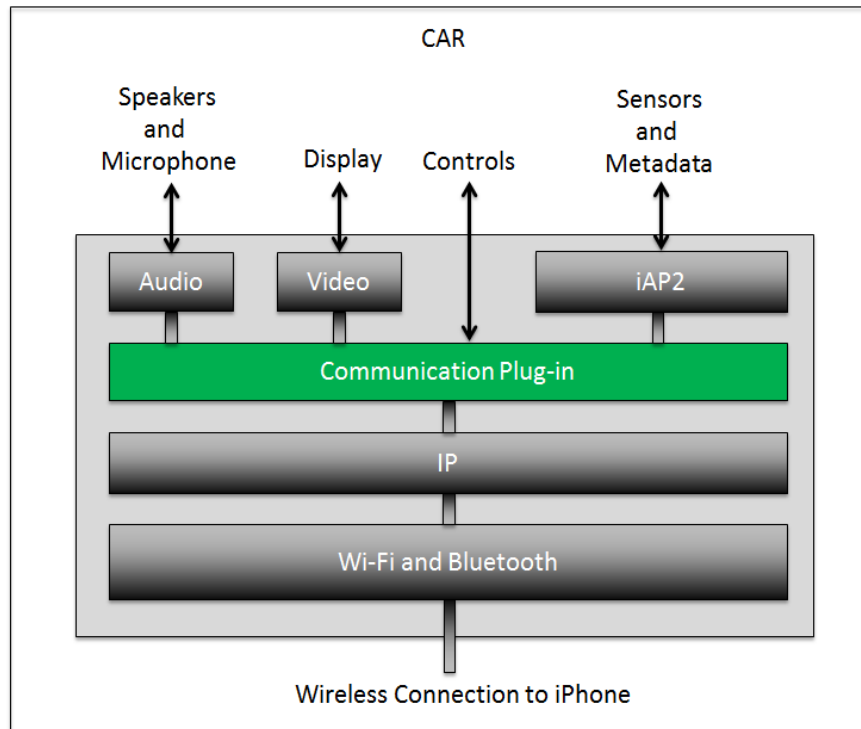 CAR
Speakers
and
Microphone
Display
Controls
Sensors
and
Metadata
Audio
Video
iAP2
Communication Plug-in
IP
Wi-Fi and Bluetooth
Wireless Connection to iPhone